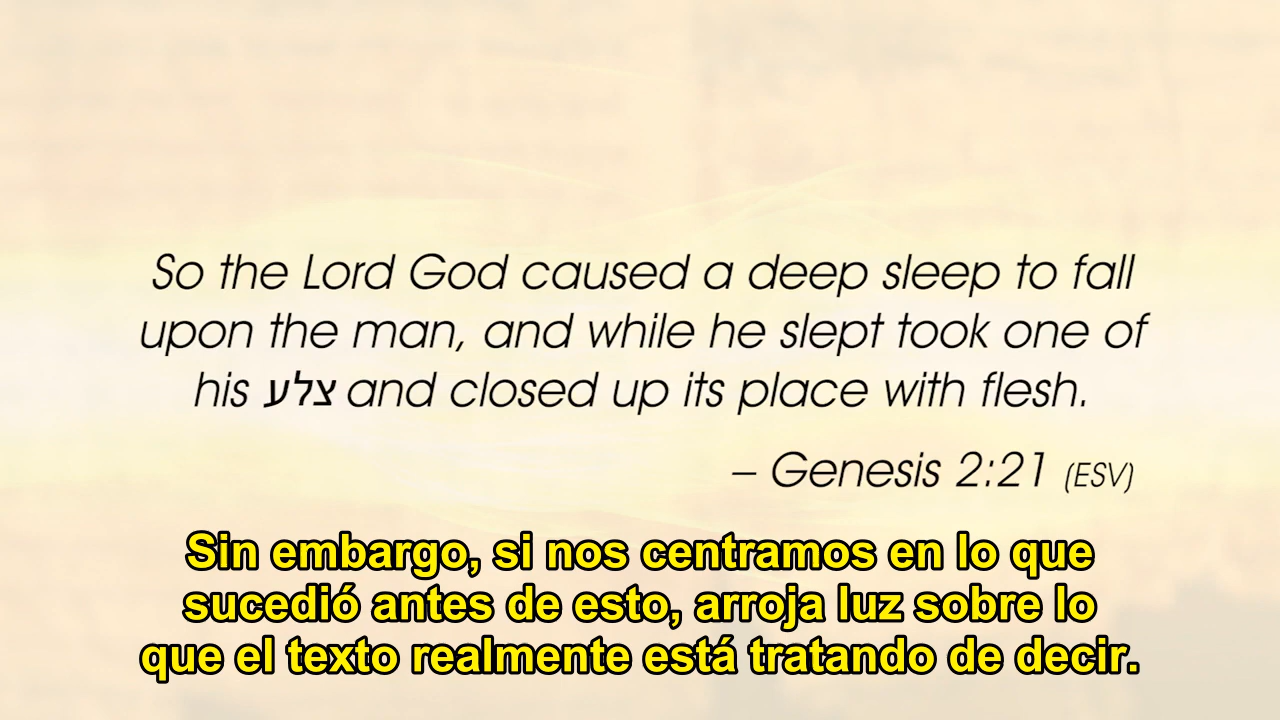 So the Lord God caused a deep sleep to fall
upon the man, and while he slept took one of
his צלע and closed up its place with flesh.
– Genesis 2:21 (ESV)
Sin embargo, si nos centramos en lo que
sucedió antes de esto, arroja luz sobre lo
que el texto realmente está tratando de decir.